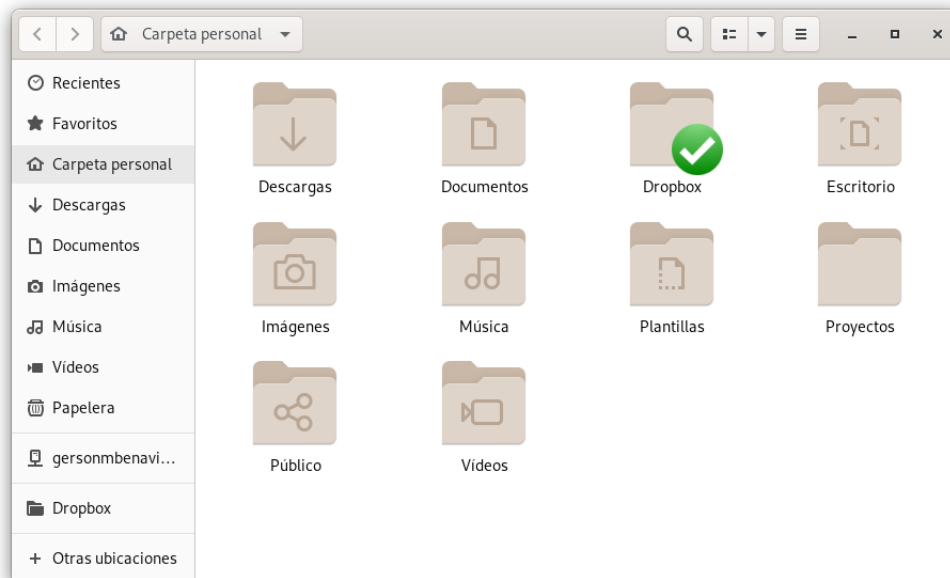 Carpeta personal
Recientes
Favoritos
Carpeta personal
Descargas
Documentos
Imágenes
Música
Vídeos
Papelera
gersonmbenavi...
Dropbox
Otras ubicaciones
Descargas
Documentos
Dropbox
Escritorio
Imágenes
Música
Plantillas
Proyectos
Público
Vídeos